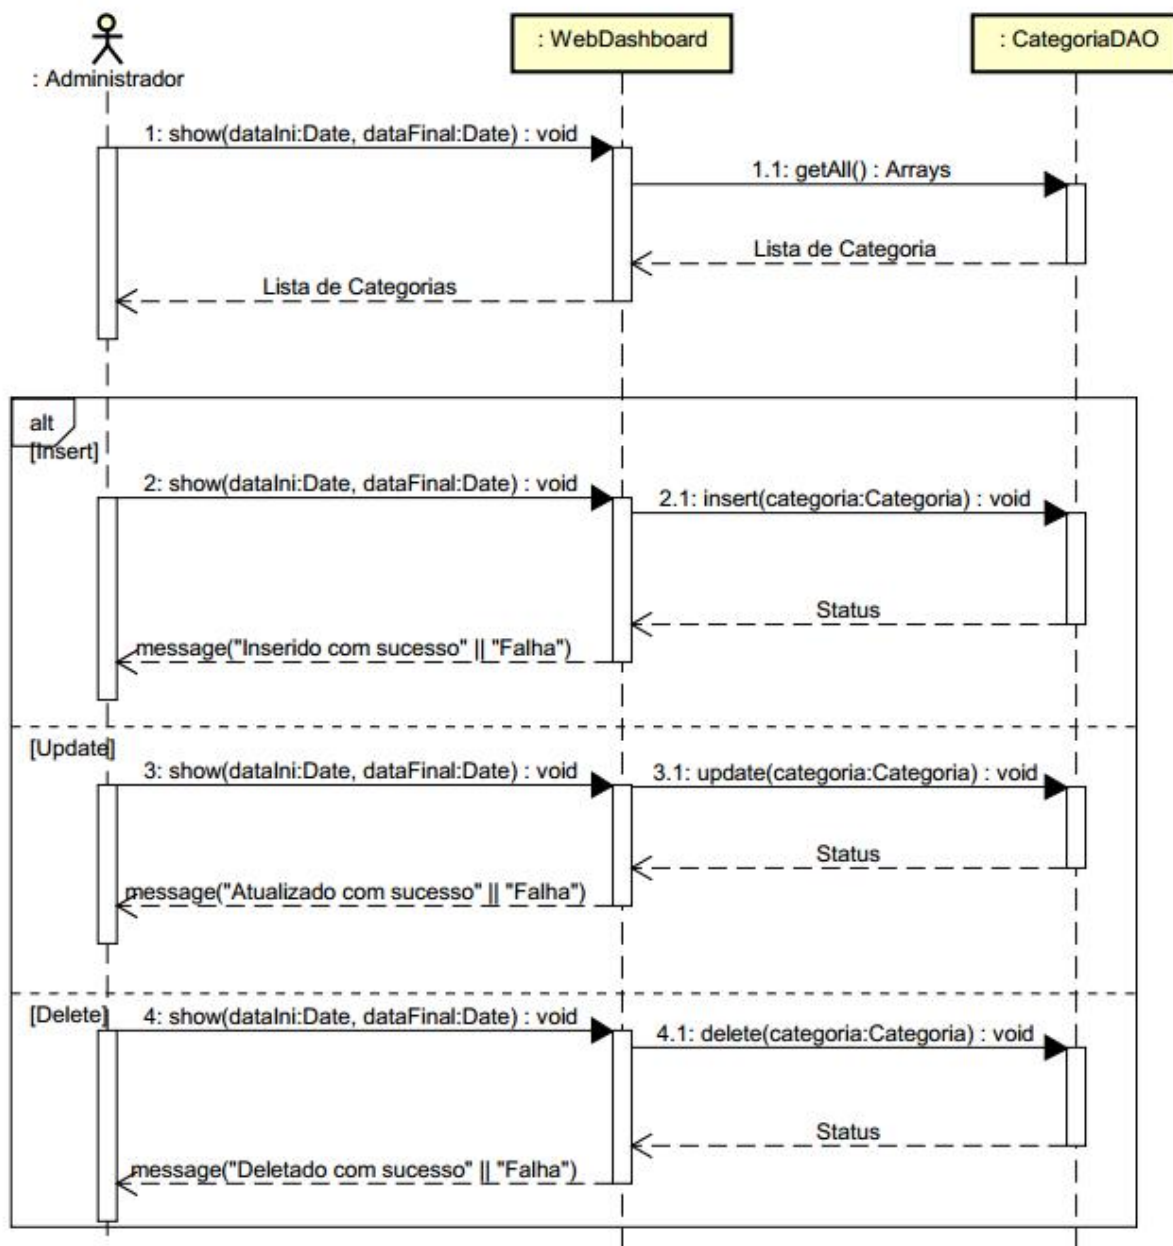 : Administrador
: WebDashboard
: CategoriaDAO
1: show(dataIni:Date, dataFinal:Date) : void
1.1: getAll() : Arrays
Lista de Categoria
Lista de Categorias
alt
[Insert]
2: show(dataIni:Date, dataFinal:Date) : void
2.1: insert(categoria:Categoria) : void
Status
message("Inserido com sucesso" || "Falha")
[Update]
3: show(dataIni:Date, dataFinal:Date) : void
3.1: update(categoria:Categoria) : void
Status
message("Atualizado com sucesso" || "Falha")
[Delete]
4: show(dataIni:Date, dataFinal:Date) : void
4.1: delete(categoria:Categoria) : void
Status
message("Deletado com sucesso" || "Falha")